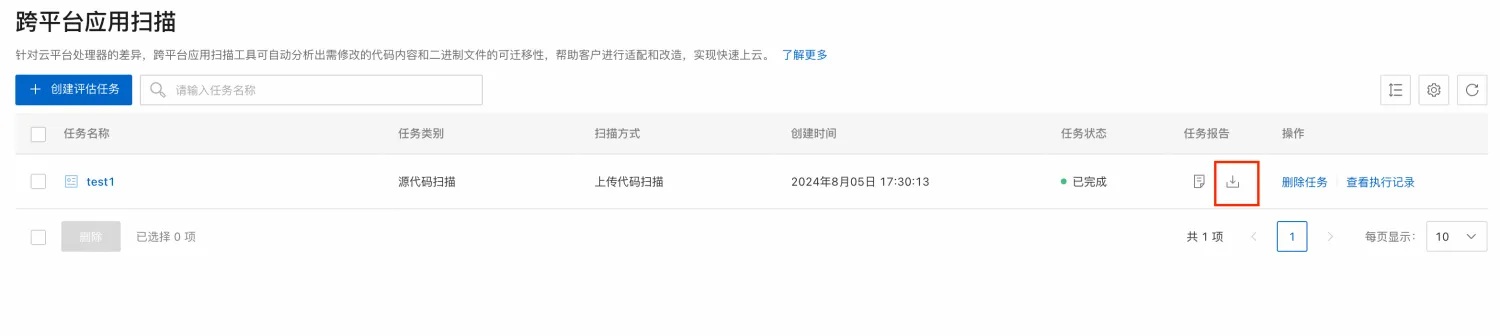 跨平台应用扫描
针对云平台处理器的差异，跨平台应用扫描工具可自动分析出需修改的代码内容和二进制文件的可迁移性，帮助客户进行适配和改造，实现快速上云。 了解更多
+ 创建评估任务 请输入任务名称
任务名称 任务类别 扫描方式 创建时间 任务状态 任务报告 操作
test1 源代码扫描 上传代码扫描 2024年8月05日 17:30:13 已完成 删除任务 查看执行记录
删除 已选择 0 项 共 1 项 1 每页显示： 10